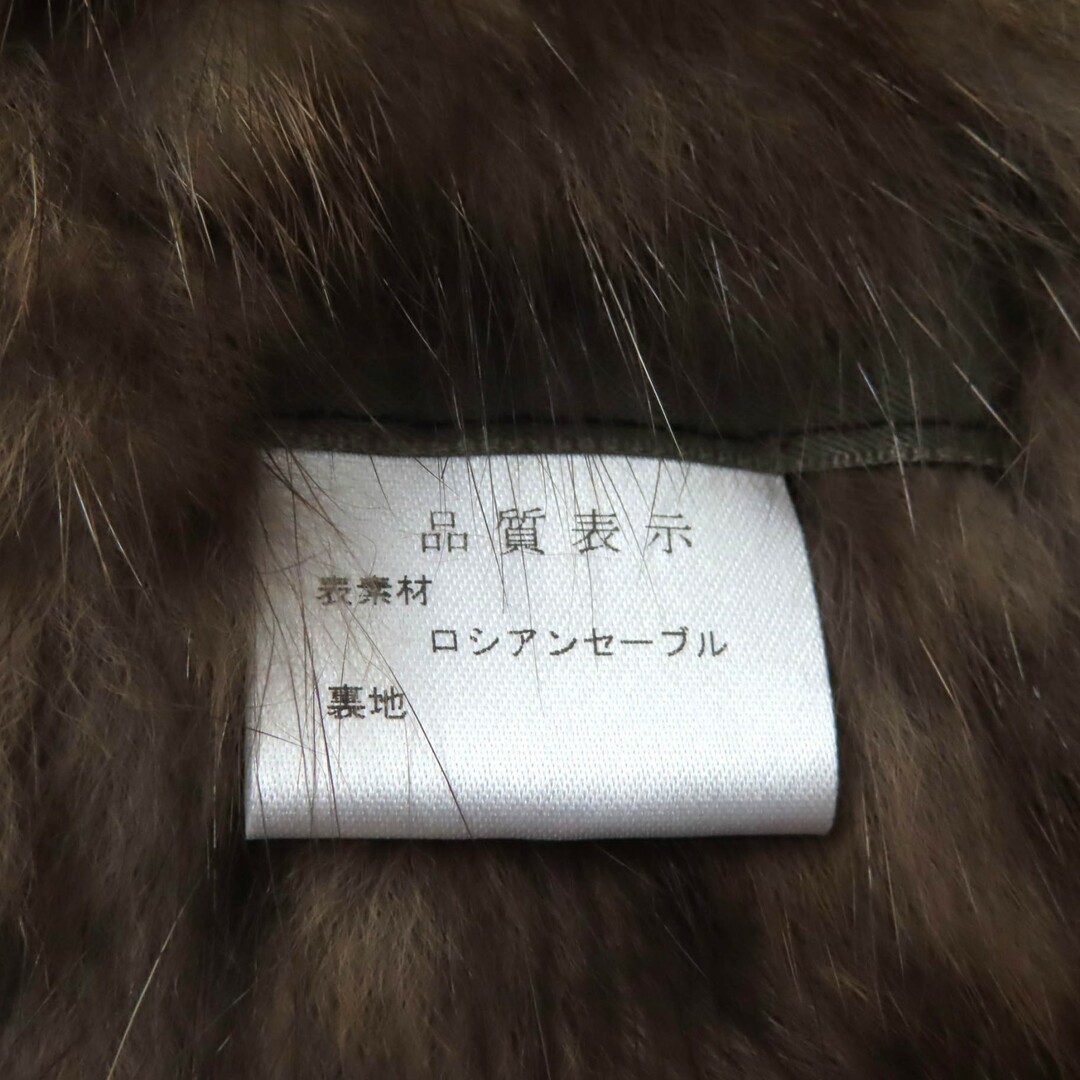 品質表示
表素材
ロシアンセーブル
裏地